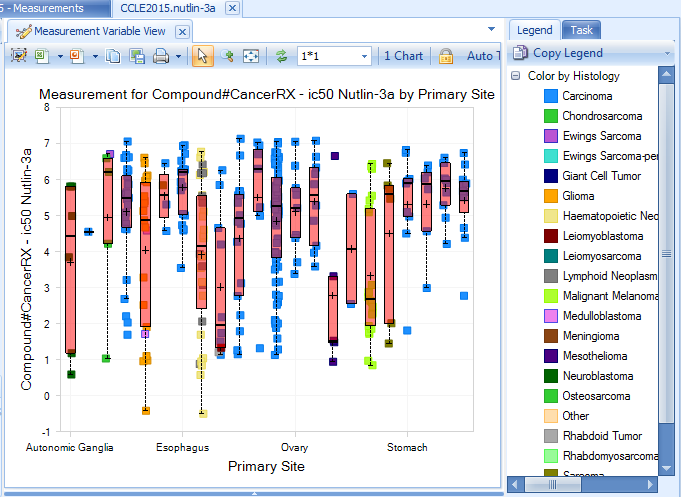 5 - Measurements
CCLE2015.nutlin-3a
Measurement Variable View
1*1
1 Chart
Auto
Measurement for Compound#CancerRX - ic50 Nutlin-3a by Primary Site
Compound#CancerRX - ic50 Nutlin-3a
8
7
6
5
4
3
2
1
0
-1
Autonomic Ganglia
Esophagus
Ovary
Stomach
Primary Site
Legend
Task
Copy Legend
Color by Histology
Carcinoma
Chondrosarcoma
Ewings Sarcoma
Ewings Sarcoma-per
Giant Cell Tumor
Glioma
Haematopoietic Neo
Leiomyoblastoma
Leiomyosarcoma
Lymphoid Neoplasm
Malignant Melanoma
Medulloblastoma
Meningioma
Mesothelioma
Neuroblastoma
Osteosarcoma
Other
Rhabdoid Tumor
Rhabdomyosarcoma
Sarcoma